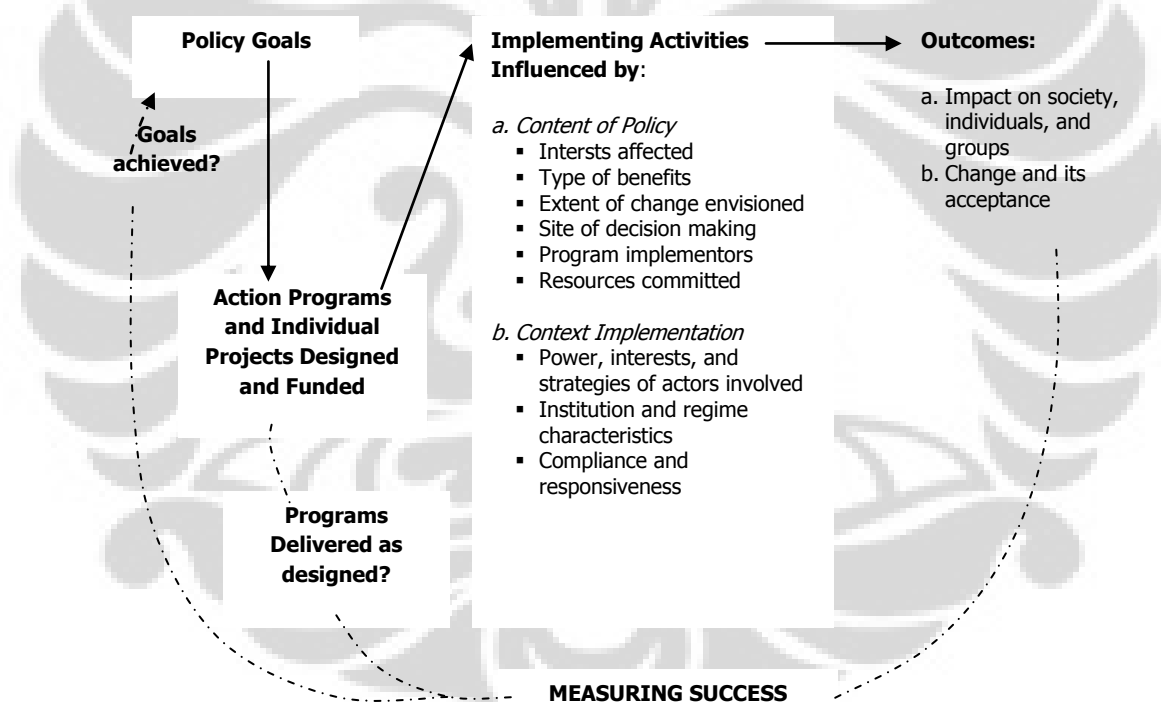 Policy Goals
Goals
achieved?
Action Programs
and Individual
Projects Designed
and Funded
Programs
Delivered as
designed?
Implementing Activities
Influenced by:
a. Content of Policy
▪ Intersts affected
▪ Type of benefits
▪ Extent of change envisioned
▪ Site of decision making
▪ Program implementors
▪ Resources committed
b. Context Implementation
▪ Power, interests, and
strategies of actors involved
▪ Institution and regime
characteristics
▪ Compliance and
responsiveness
Outcomes:
a. Impact on society,
individuals, and
groups
b. Change and its
acceptance
MEASURING SUCCESS